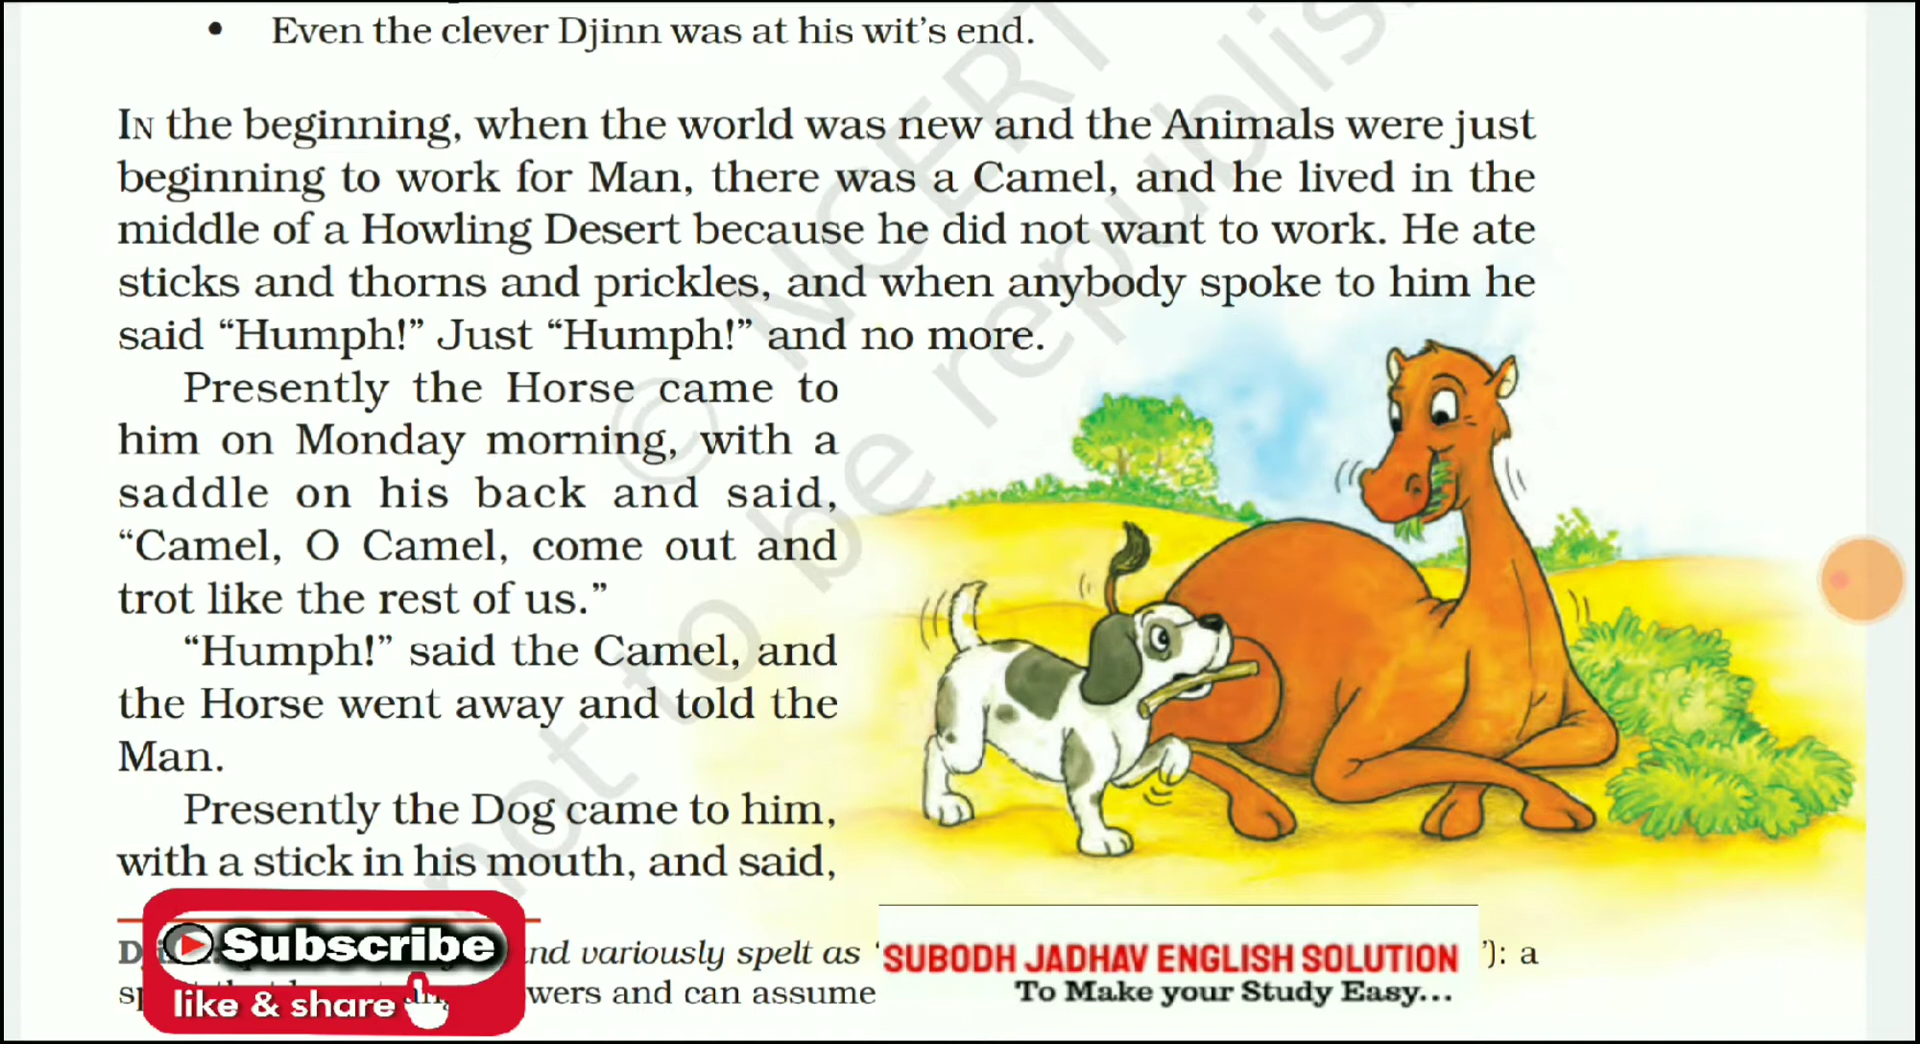 • Even the clever Djinn was at his wit's end.
IN the beginning, when the world was new and the Animals were just
beginning to work for Man, there was a Camel, and he lived in the
middle of a Howling Desert because he did not want to work. He ate
sticks and thorns and prickles, and when anybody spoke to him he
said “Humph!” Just “Humph!” and no more.
Presently the Horse came to
him on Monday morning, with a
saddle on his back and said,
“Camel, O Camel, come out and
trot like the rest of us.”
“Humph!” said the Camel, and
the Horse went away and told the
Man.
Presently the Dog came to him,
with a stick in his mouth, and said,
nd variously spelt as ‘ ’): a
wers and can assume
Subscribe
like & share
SUBODH JADHAV ENGLISH SOLUTION
To Make your Study Easy...
© NCERT
not to be republis